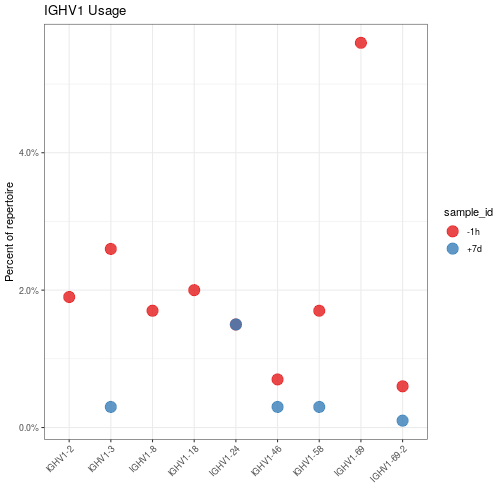 IGHV1 Usage
Percent of repertoire
4.0%
2.0%
0.0%
IGHV1-2
IGHV1-3
IGHV1-8
IGHV1-18
IGHV1-24
IGHV1-46
IGHV1-58
IGHV1-69
IGHV1-69-2
sample_id
-1h
+7d